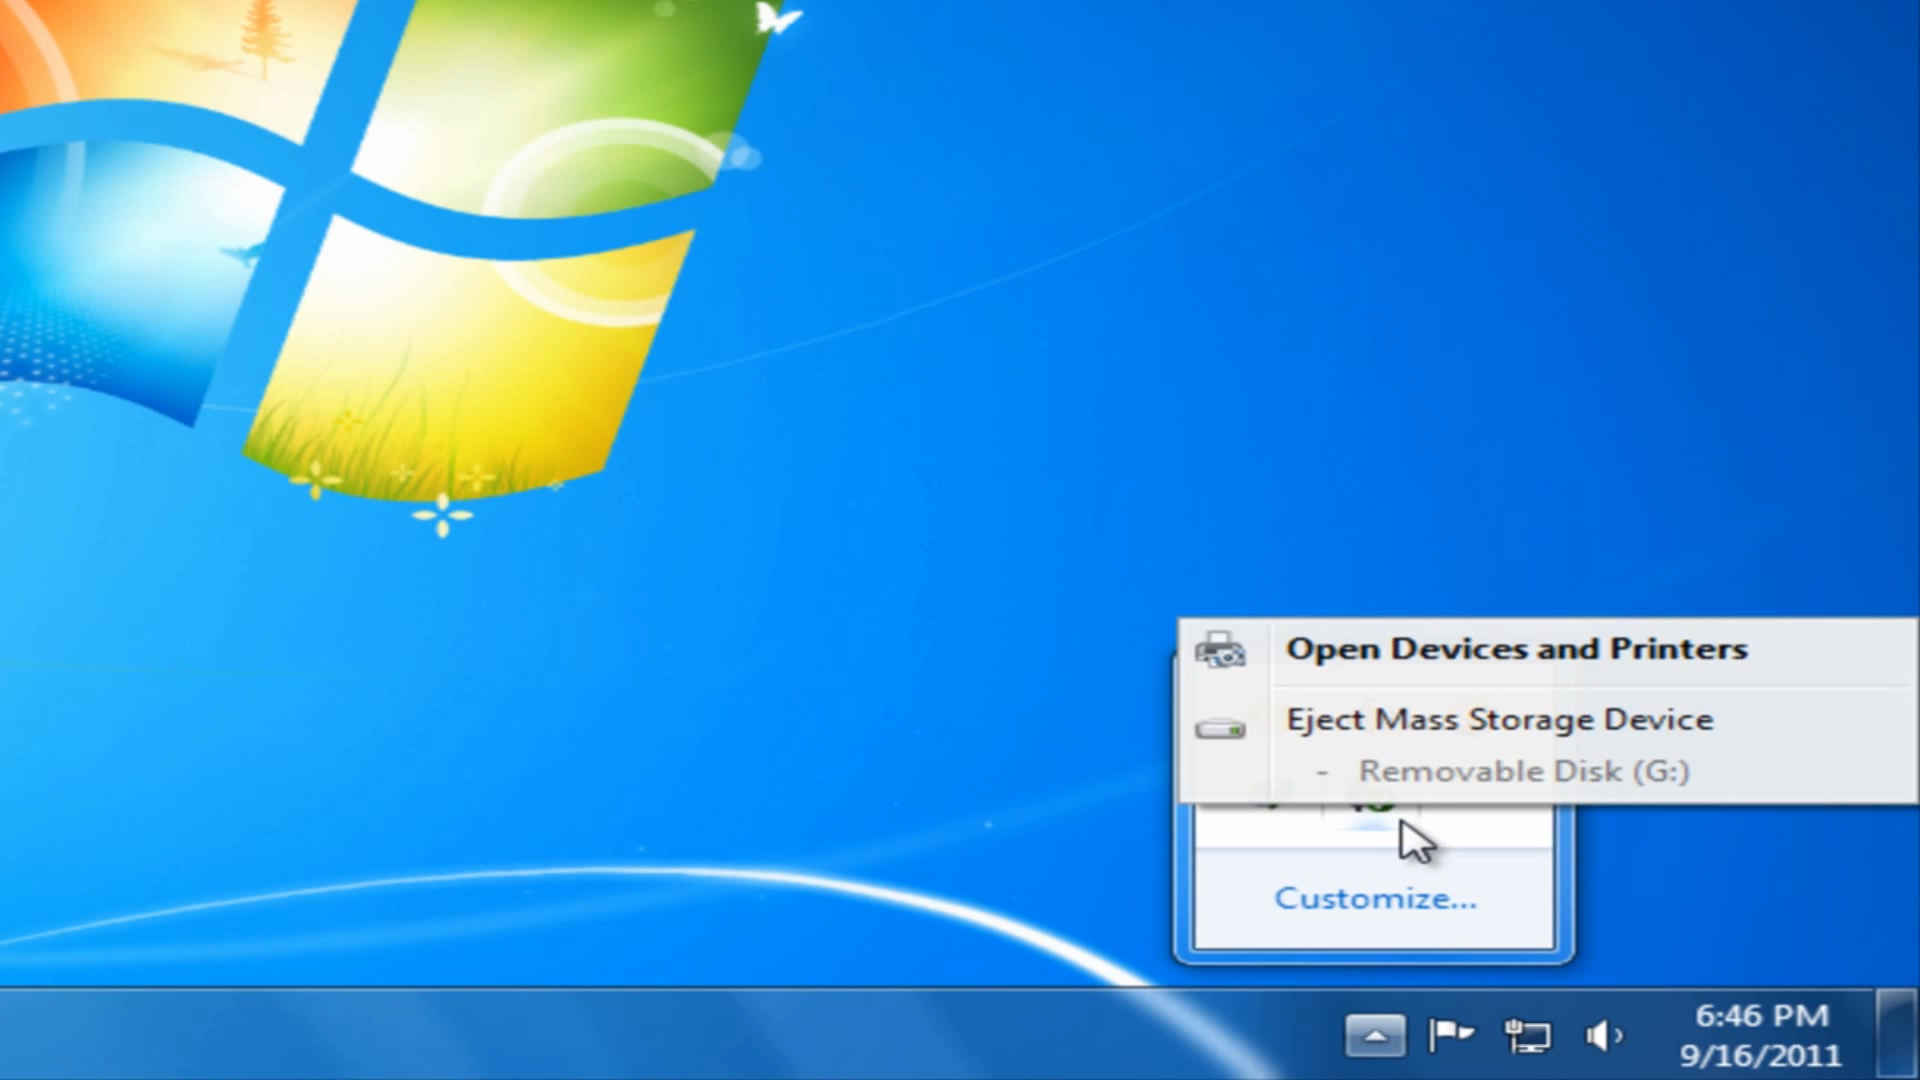 Open Devices and Printers
Eject Mass Storage Device
- Removable Disk (G:)
Customize...
6:46 PM
9/16/2011